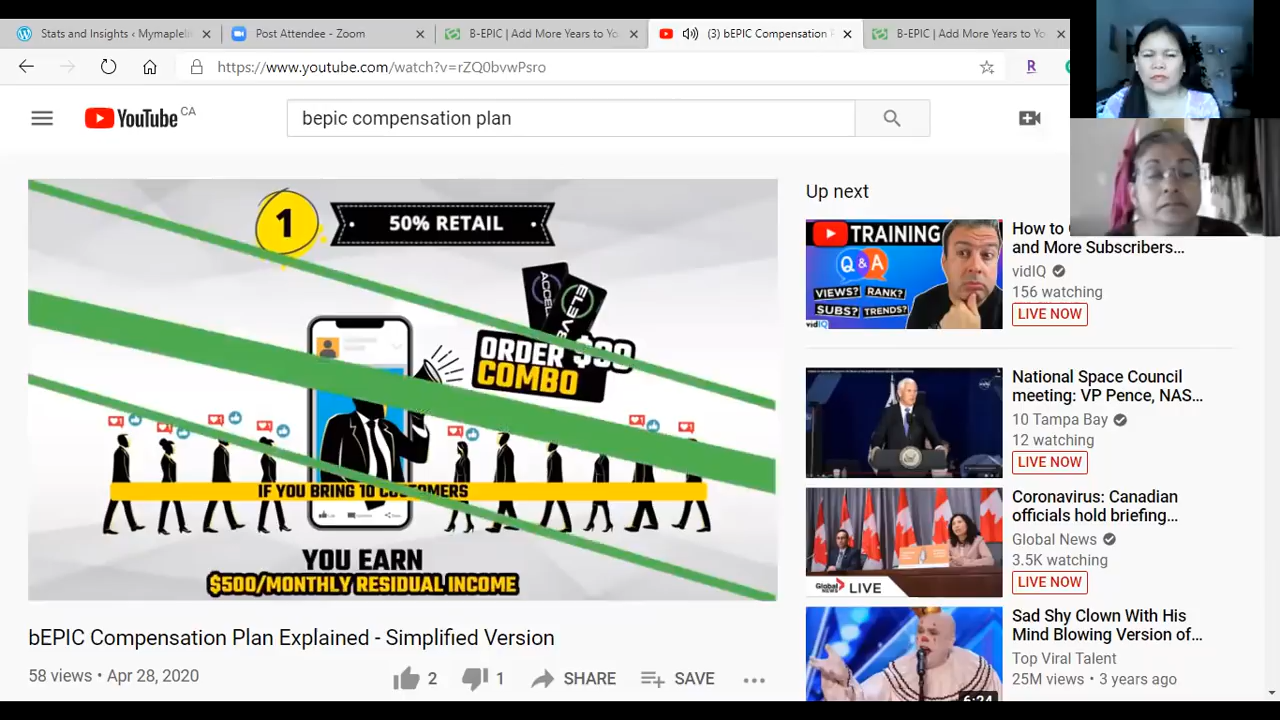 Stats and Insights ‹ Mymapleli
Post Attendee - Zoom
B-EPIC | Add More Years to Yo
(3) bEPIC Compensation P
B-EPIC | Add More Years to Yo
https://www.youtube.com/watch?v=rZQ0bvwPsro
R
YouTube CA
bepic compensation plan
1
50% RETAIL
ACCEL
ELEV8
ORDER
COMBO
IF YOU BRING 10 CUSTOMERS
YOU EARN
$500/MONTHLY RESIDUAL INCOME
bEPIC Compensation Plan Explained - Simplified Version
58 views • Apr 28, 2020
2
1
SHARE
SAVE
Up next
TRAINING
Q & A
VIEWS? RANK?
SUBS? TRENDS?
vidIQ
How to
and More Subscribers...
vidIQ
156 watching
LIVE NOW
National Space Council
meeting: VP Pence, NAS...
10 Tampa Bay
12 watching
LIVE NOW
Global NEWS LIVE
Coronavirus: Canadian
officials hold briefing...
Global News
3.5K watching
LIVE NOW
6:24
Sad Shy Clown With His
Mind Blowing Version of...
Top Viral Talent
25M views • 3 years ago